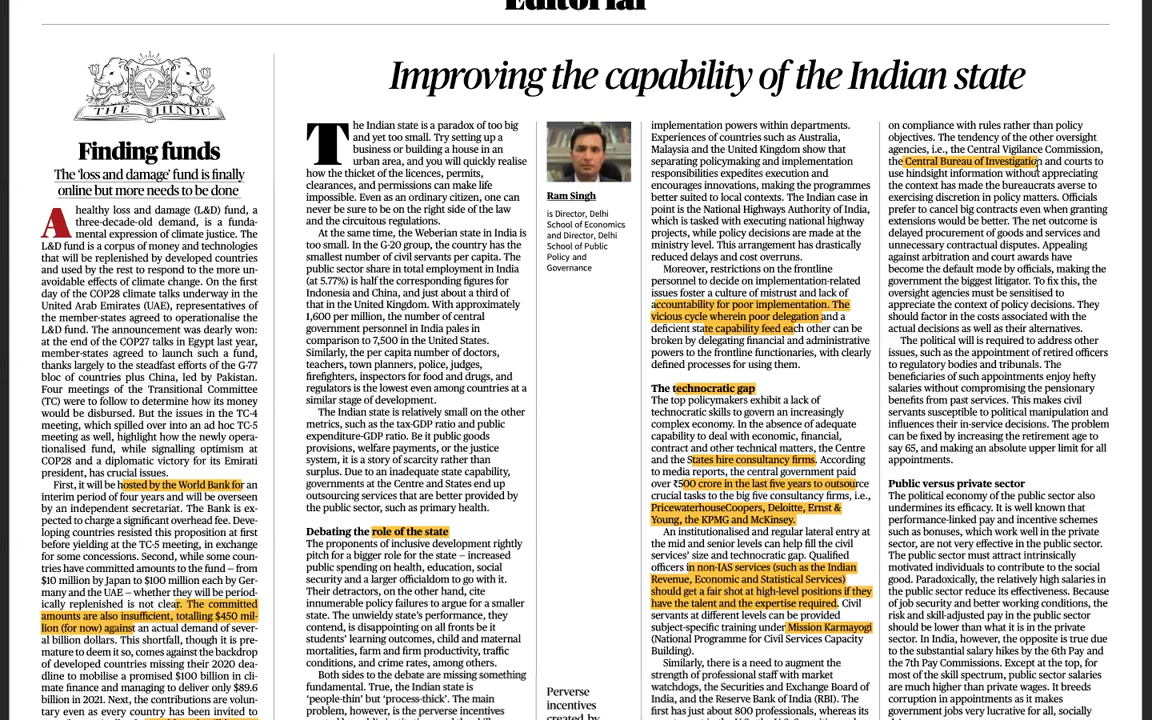 Editorial
THE HINDU
Finding funds
The 'loss and damage' fund is finally
online but more needs to be done
A healthy loss and damage (L&D) fund, a
three-decade-old demand, is a funda-
mental expression of climate justice. The
L&D fund is a corpus of money and technologies
that will be replenished by developed countries
and used by the rest to respond to the more un-
avoidable effects of climate change. On the first
day of the COP28 climate talks underway in the
United Arab Emirates (UAE), representatives of
the member-states agreed to operationalise the
L&D fund. The announcement was dearly won:
at the end of the COP27 talks in Egypt last year,
member-states agreed to launch such a fund,
thanks largely to the steadfast efforts of the G-77
bloc of countries plus China, led by Pakistan.
Four meetings of the Transitional Committee
(TC) were to follow to determine how its money
would be disbursed. But the issues in the TC-4
meeting, which spilled over into an ad hoc TC-5
meeting as well, highlight how the newly opera-
tionalised fund, while signalling optimism at
COP28 and a diplomatic victory for its Emirati
president, has crucial issues.
First, it will be hosted by the World Bank for an
interim period of four years and will be overseen
by an independent secretariat. The Bank is ex-
pected to charge a significant overhead fee. Deve-
loping countries resisted this proposition at first
before yielding at the TC-5 meeting, in exchange
for some concessions. Second, while some coun-
tries have committed amounts to the fund – from
$10 million by Japan to $100 million each by Ger-
many and the UAE – whether they will be period-
ically replenished is not clear. The committed
amounts are also insufficient, totalling $450 mil-
lion (for now) against an actual demand of sever-
al billion dollars. This shortfall, though it is pre-
mature to deem it so, comes against the backdrop
of developed countries missing their 2020 dea-
dline to mobilise a promised $100 billion in cli-
mate finance and managing to deliver only $89.6
billion in 2021. Next, the contributions are volun-
tary even as every country has been invited to
Improving the capability of the Indian state
The Indian state is a paradox of too big
and yet too small. Try setting up a
business or building a house in an
urban area, and you will quickly realise
how the thicket of the licences, permits,
clearances, and permissions can make life
impossible. Even as an ordinary citizen, one can
never be sure to be on the right side of the law
and the circuitous regulations.
At the same time, the Weberian state in India is
too small. In the G-20 group, the country has the
smallest number of civil servants per capita. The
public sector share in total employment in India
(at 5.77%) is half the corresponding figures for
Indonesia and China, and just about a third of
that in the United Kingdom. With approximately
1,600 per million, the number of central
government personnel in India pales in
comparison to 7,500 in the United States.
Similarly, the per capita number of doctors,
teachers, town planners, police, judges,
firefighters, inspectors for food and drugs, and
regulators is the lowest even among countries at a
similar stage of development.
The Indian state is relatively small on the other
metrics, such as the tax-GDP ratio and public
expenditure-GDP ratio. Be it public goods
provisions, welfare payments, or the justice
system, it is a story of scarcity rather than
surplus. Due to an inadequate state capability,
governments at the Centre and States end up
outsourcing services that are better provided by
the public sector, such as primary health.
Debating the role of the state
The proponents of inclusive development rightly
pitch for a bigger role for the state – increased
public spending on health, education, social
security and a larger officialdom to go with it.
Their detractors, on the other hand, cite
innumerable policy failures to argue for a smaller
state. The unwieldy state's performance, they
contend, is disappointing on all fronts be it
students' learning outcomes, child and maternal
mortalities, farm and firm productivity, traffic
conditions, and crime rates, among others.
Both sides to the debate are missing something
fundamental. True, the Indian state is
'people-thin' but 'process-thick'. The main
problem, however, is the perverse incentives
Ram Singh
is Director, Delhi
School of Economics
and Director, Delhi
School of Public
Policy and
Governance
Perverse
incentives
created by
implementation powers within departments.
Experiences of countries such as Australia,
Malaysia and the United Kingdom show that
separating policymaking and implementation
responsibilities expedites execution and
encourages innovations, making the programmes
better suited to local contexts. The Indian case in
point is the National Highways Authority of India,
which is tasked with executing national highway
projects, while policy decisions are made at the
ministry level. This arrangement has drastically
reduced delays and cost overruns.
Moreover, restrictions on the frontline
personnel to decide on implementation-related
issues foster a culture of mistrust and lack of
accountability for poor implementation. The
vicious cycle wherein poor delegation and a
deficient state capability feed each other can be
broken by delegating financial and administrative
powers to the frontline functionaries, with clearly
defined processes for using them.
The technocratic gap
The top policymakers exhibit a lack of
technocratic skills to govern an increasingly
complex economy. In the absence of adequate
capability to deal with economic, financial,
contract and other technical matters, the Centre
and the States hire consultancy firms. According
to media reports, the central government paid
over ₹500 crore in the last five years to outsource
crucial tasks to the big five consultancy firms, i.e.,
PricewaterhouseCoopers, Deloitte, Ernst &
Young, the KPMG and McKinsey.
An institutionalised and regular lateral entry at
the mid and senior levels can help fill the civil
services' size and technocratic gap. Qualified
officers in non-IAS services (such as the Indian
Revenue, Economic and Statistical Services)
should get a fair shot at high-level positions if they
have the talent and the expertise required. Civil
servants at different levels can be provided
subject-specific training under Mission Karmayogi
(National Programme for Civil Services Capacity
Building).
Similarly, there is a need to augment the
strength of professional staff with market
watchdogs, the Securities and Exchange Board of
India, and the Reserve Bank of India (RBI). The
first has just about 800 professionals, whereas its
on compliance with rules rather than policy
objectives. The tendency of the other oversight
agencies, i.e., the Central Vigilance Commission,
the Central Bureau of Investigation and courts to
use hindsight information without appreciating
the context has made the bureaucrats averse to
exercising discretion in policy matters. Officials
prefer to cancel big contracts even when granting
extensions would be better. The net outcome is
delayed procurement of goods and services and
unnecessary contractual disputes. Appealing
against arbitration and court awards have
become the default mode by officials, making the
government the biggest litigator. To fix this, the
oversight agencies must be sensitised to
appreciate the context of policy decisions. They
should factor in the costs associated with the
actual decisions as well as their alternatives.
The political will is required to address other
issues, such as the appointment of retired officers
to regulatory bodies and tribunals. The
beneficiaries of such appointments enjoy hefty
salaries without compromising the pensionary
benefits from past services. This makes civil
servants susceptible to political manipulation and
influences their in-service decisions. The problem
can be fixed by increasing the retirement age to
say 65, and making an absolute upper limit for all
appointments.
Public versus private sector
The political economy of the public sector also
undermines its efficacy. It is well known that
performance-linked pay and incentive schemes
such as bonuses, which work well in the private
sector, are not very effective in the public sector.
The public sector must attract intrinsically
motivated individuals to contribute to the social
good. Paradoxically, the relatively high salaries in
the public sector reduce its effectiveness. Because
of job security and better working conditions, the
risk and skill-adjusted pay in the public sector
should be lower than what it is in the private
sector. In India, however, the opposite is true due
to the substantial salary hikes by the 6th Pay and
the 7th Pay Commissions. Except at the top, for
most of the skill spectrum, public sector salaries
are much higher than private wages. It breeds
corruption in appointments as it makes
government jobs very lucrative for all, socially